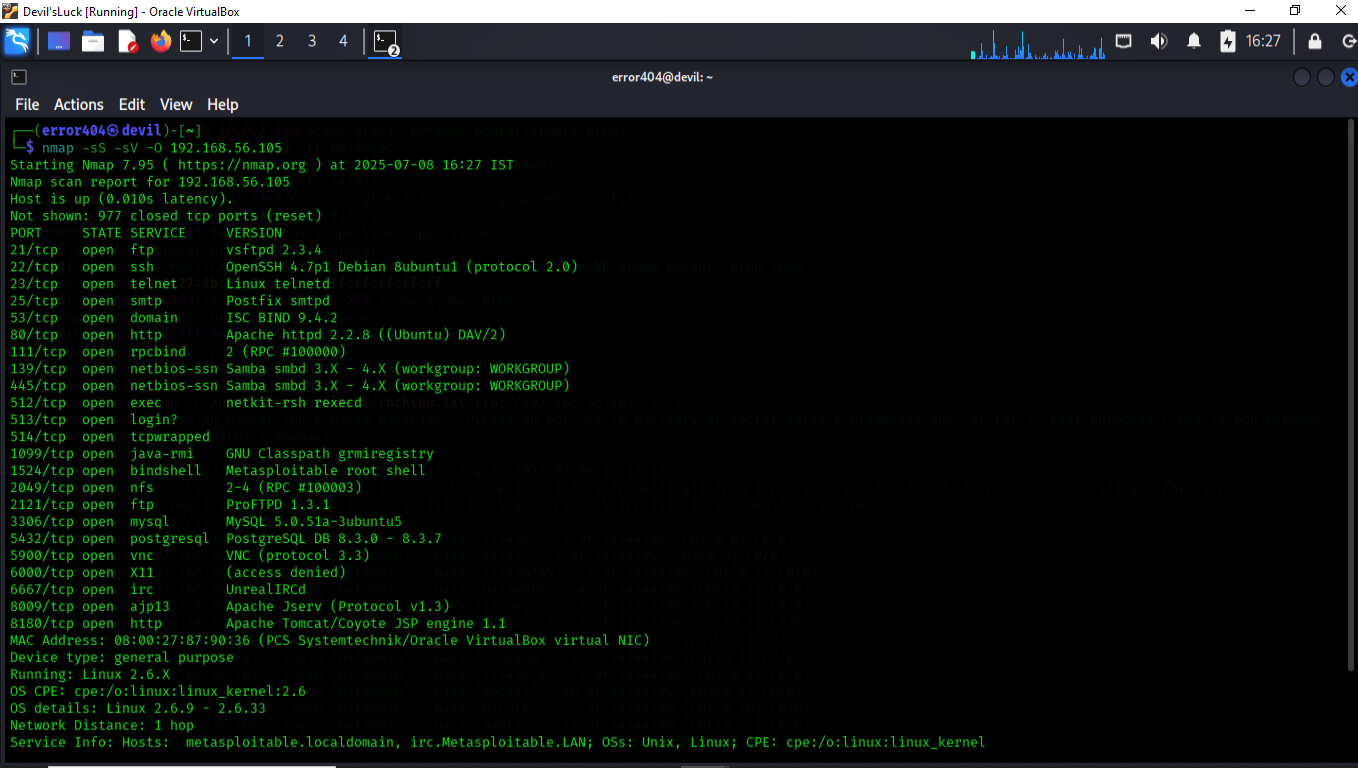 Devil'sLuck [Running] - Oracle VirtualBox
1 2 3 4 2 16:27
error404@devil: ~
File Actions Edit View Help
(error404㉿devil)-[~]
$ nmap -sS -sV -O 192.168.56.105
Starting Nmap 7.95 ( https://nmap.org ) at 2025-07-08 16:27 IST
Nmap scan report for 192.168.56.105
Host is up (0.010s latency).
Not shown: 977 closed tcp ports (reset)
PORT STATE SERVICE VERSION
21/tcp open ftp vsftpd 2.3.4
22/tcp open ssh OpenSSH 4.7p1 Debian 8ubuntu1 (protocol 2.0)
23/tcp open telnet Linux telnetd
25/tcp open smtp Postfix smtpd
53/tcp open domain ISC BIND 9.4.2
80/tcp open http Apache httpd 2.2.8 ((Ubuntu) DAV/2)
111/tcp open rpcbind 2 (RPC #100000)
139/tcp open netbios-ssn Samba smbd 3.X - 4.X (workgroup: WORKGROUP)
445/tcp open netbios-ssn Samba smbd 3.X - 4.X (workgroup: WORKGROUP)
512/tcp open exec netkit-rsh rexecd
513/tcp open login?
514/tcp open tcpwrapped
1099/tcp open java-rmi GNU Classpath grmiregistry
1524/tcp open bindshell Metasploitable root shell
2049/tcp open nfs 2-4 (RPC #100003)
2121/tcp open ftp ProFTPD 1.3.1
3306/tcp open mysql MySQL 5.0.51a-3ubuntu5
5432/tcp open postgresql PostgreSQL DB 8.3.0 - 8.3.7
5900/tcp open vnc VNC (protocol 3.3)
6000/tcp open X11 (access denied)
6667/tcp open irc UnrealIRCd
8009/tcp open ajp13 Apache Jserv (Protocol v1.3)
8180/tcp open http Apache Tomcat/Coyote JSP engine 1.1
MAC Address: 08:00:27:87:90:36 (PCS Systemtechnik/Oracle VirtualBox virtual NIC)
Device type: general purpose
Running: Linux 2.6.X
OS CPE: cpe:/o:linux:linux_kernel:2.6
OS details: Linux 2.6.9 - 2.6.33
Network Distance: 1 hop
Service Info: Hosts: metasploitable.localdomain, irc.Metasploitable.LAN; OSs: Unix, Linux; CPE: cpe:/o:linux:linux_kernel